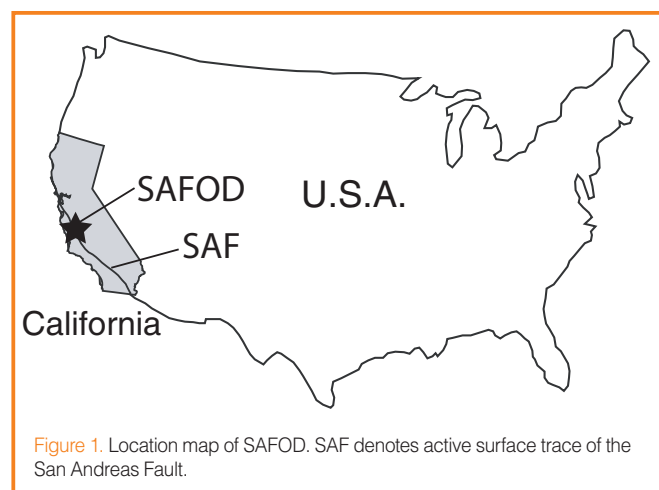 SAFOD
U.S.A.
SAF
California
Figure 1. Location map of SAFOD. SAF denotes active surface trace of the
San Andreas Fault.